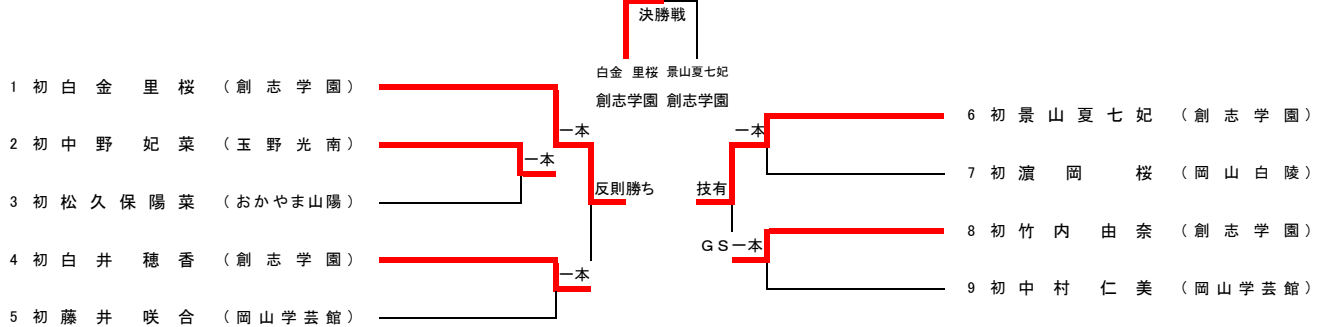 決勝戦
白金 里桜 景山夏七妃
創志学園 創志学園
1 初 白金 里桜 (創志学園)
一本
2 初 中野 妃菜 (玉野光南)
一本
3 初 松久保陽菜 (おかやま山陽)
反則勝ち
4 初 白井 穂香 (創志学園)
一本
5 初 藤井 咲合 (岡山学芸館)
6 初 景山夏七妃 (創志学園)
一本
7 初 濵岡 桜 (岡山白陵)
技有
8 初 竹内 由奈 (創志学園)
GS一本
9 初 中村 仁美 (岡山学芸館)